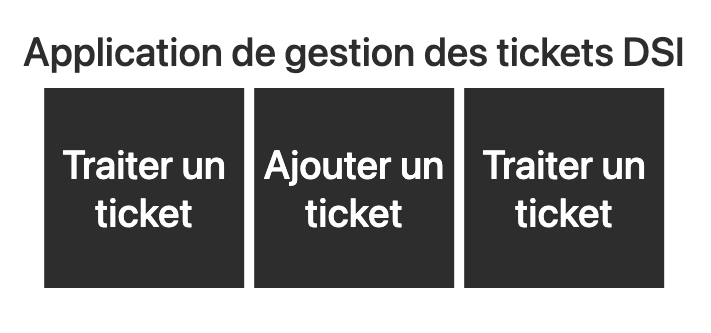 Application de gestion des tickets DSI
Traiter un
ticket
Ajouter un
ticket
Traiter un
ticket